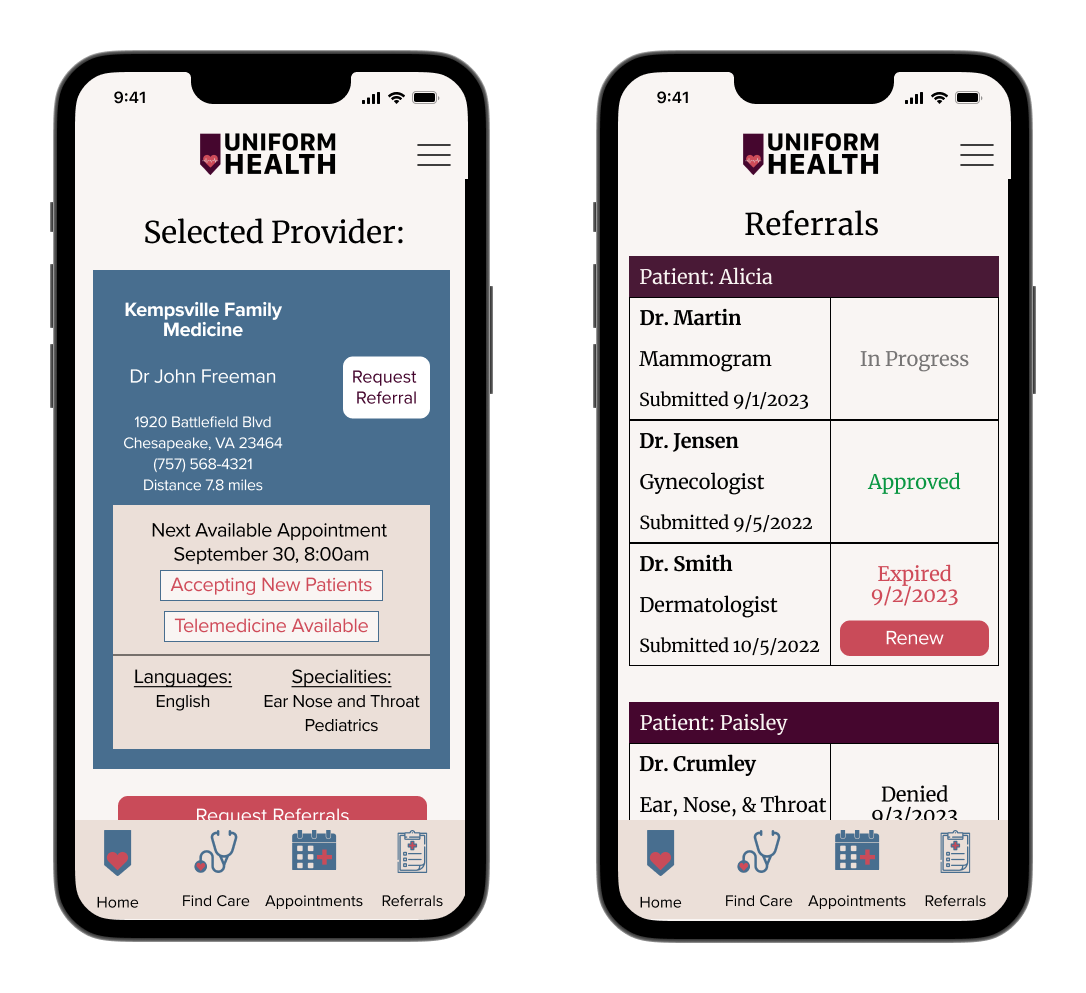 9:41
UNIFORM
HEALTH
Selected Provider:
Kempsville Family
Medicine
Dr John Freeman
Request
Referral
1920 Battlefield Blvd
Chesapeake, VA 23464
(757) 568-4321
Distance 7.8 miles
Next Available Appointment
September 30, 8:00am
Accepting New Patients
Telemedicine Available
Languages:
English
Specialities:
Ear Nose and Throat
Pediatrics
Request Referrals
Home
Find Care
Appointments
Referrals
9:41
UNIFORM
HEALTH
Referrals
Patient: Alicia
Dr. Martin
Mammogram
Submitted 9/1/2023
In Progress
Dr. Jensen
Gynecologist
Submitted 9/5/2022
Approved
Dr. Smith
Dermatologist
Submitted 10/5/2022
Expired
9/2/2023
Renew
Patient: Paisley
Dr. Crumley
Ear, Nose, & Throat
Denied
9/3/2023
Home
Find Care
Appointments
Referrals